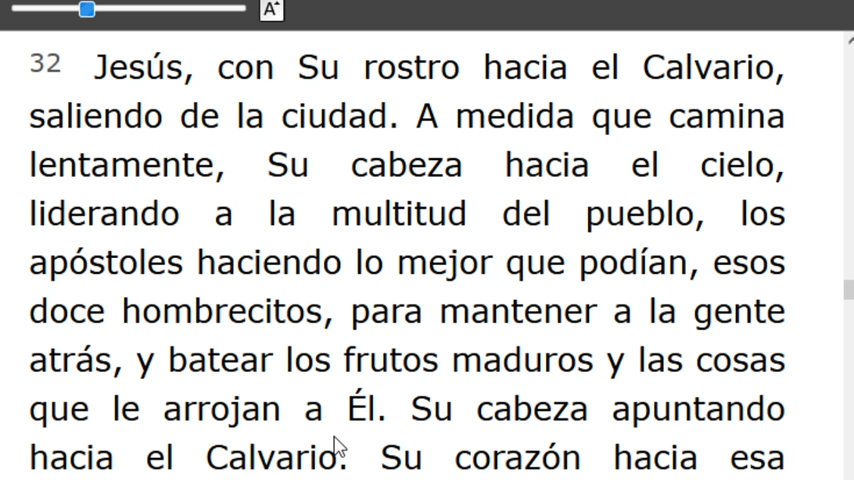 A
32 Jesús, con Su rostro hacia el Calvario,
saliendo de la ciudad. A medida que camina
lentamente, Su cabeza hacia el cielo,
liderando a la multitud del pueblo, los
apóstoles haciendo lo mejor que podían, esos
doce hombrecitos, para mantener a la gente
atrás, y batear los frutos maduros y las cosas
que le arrojan a Él. Su cabeza apuntando
hacia el Calvario. Su corazón hacia esa